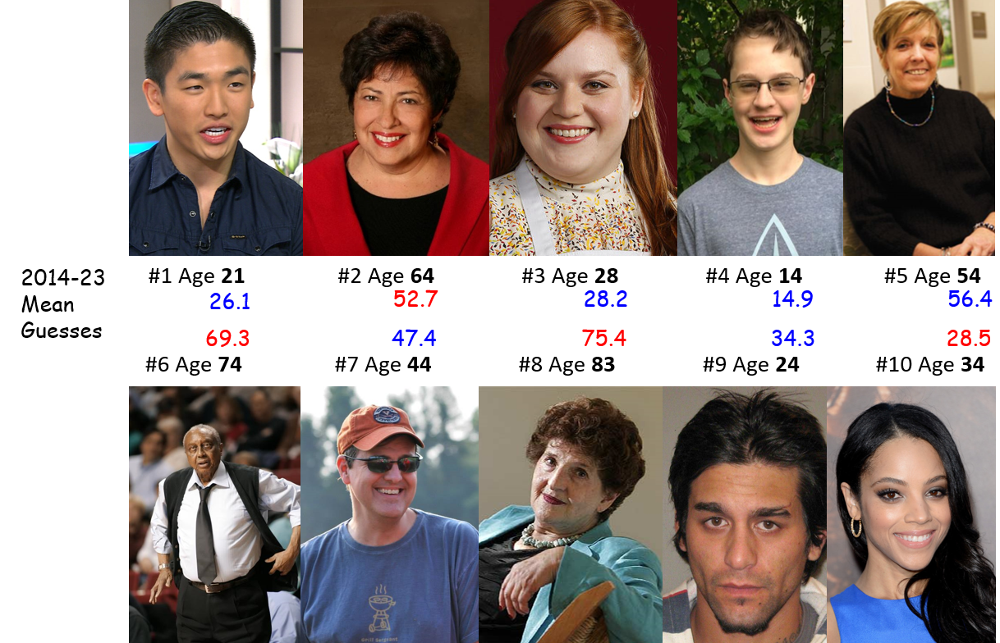 2014-23
Mean
Guesses
#1 Age 21
#2 Age 64
#3 Age 28
#4 Age 14
#5 Age 54
26.1
52.7
28.2
14.9
56.4
69.3
47.4
75.4
34.3
28.5
#6 Age 74
#7 Age 44
#8 Age 83
#9 Age 24
#10 Age 34
Grill Sergeant